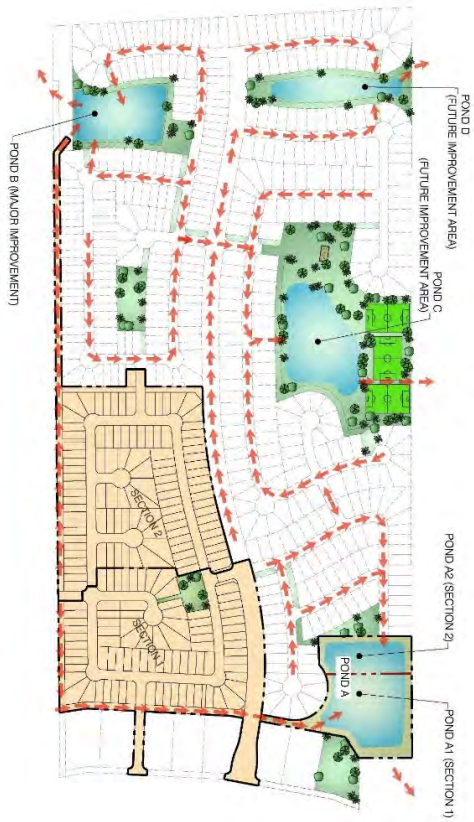 POND D
(FUTURE IMPROVEMENT AREA)
POND C
(FUTURE IMPROVEMENT AREA)
POND B (MAJOR IMPROVEMENT)
SECTION 2
SECTION 1
POND A2 (SECTION 2)
POND A
POND A1 (SECTION 1)